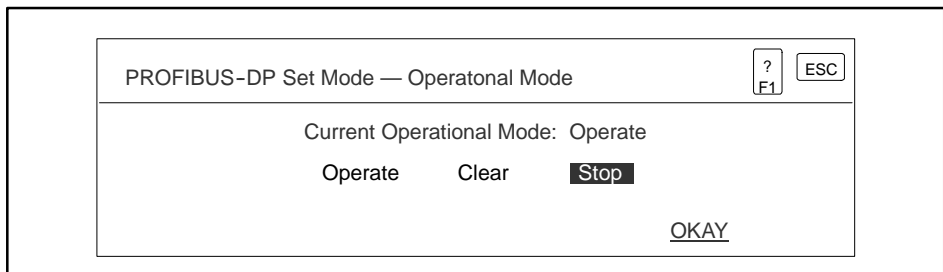 PROFIBUS-DP Set Mode — Operatonal Mode
?
F1
ESC
Current Operational Mode: Operate
Operate Clear Stop
OKAY